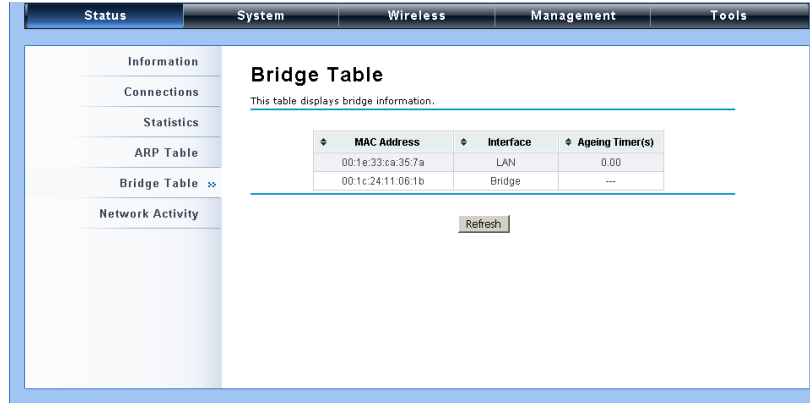 Status System Wireless Management Tools
Information
Connections
Statistics
ARP Table
Bridge Table »
Network Activity
Bridge Table
This table displays bridge information.
MAC Address Interface Ageing Timer(s)
00:1e:33:ca:35:7a LAN 0.00
00:1c:24:11:06:1b Bridge ---
Refresh